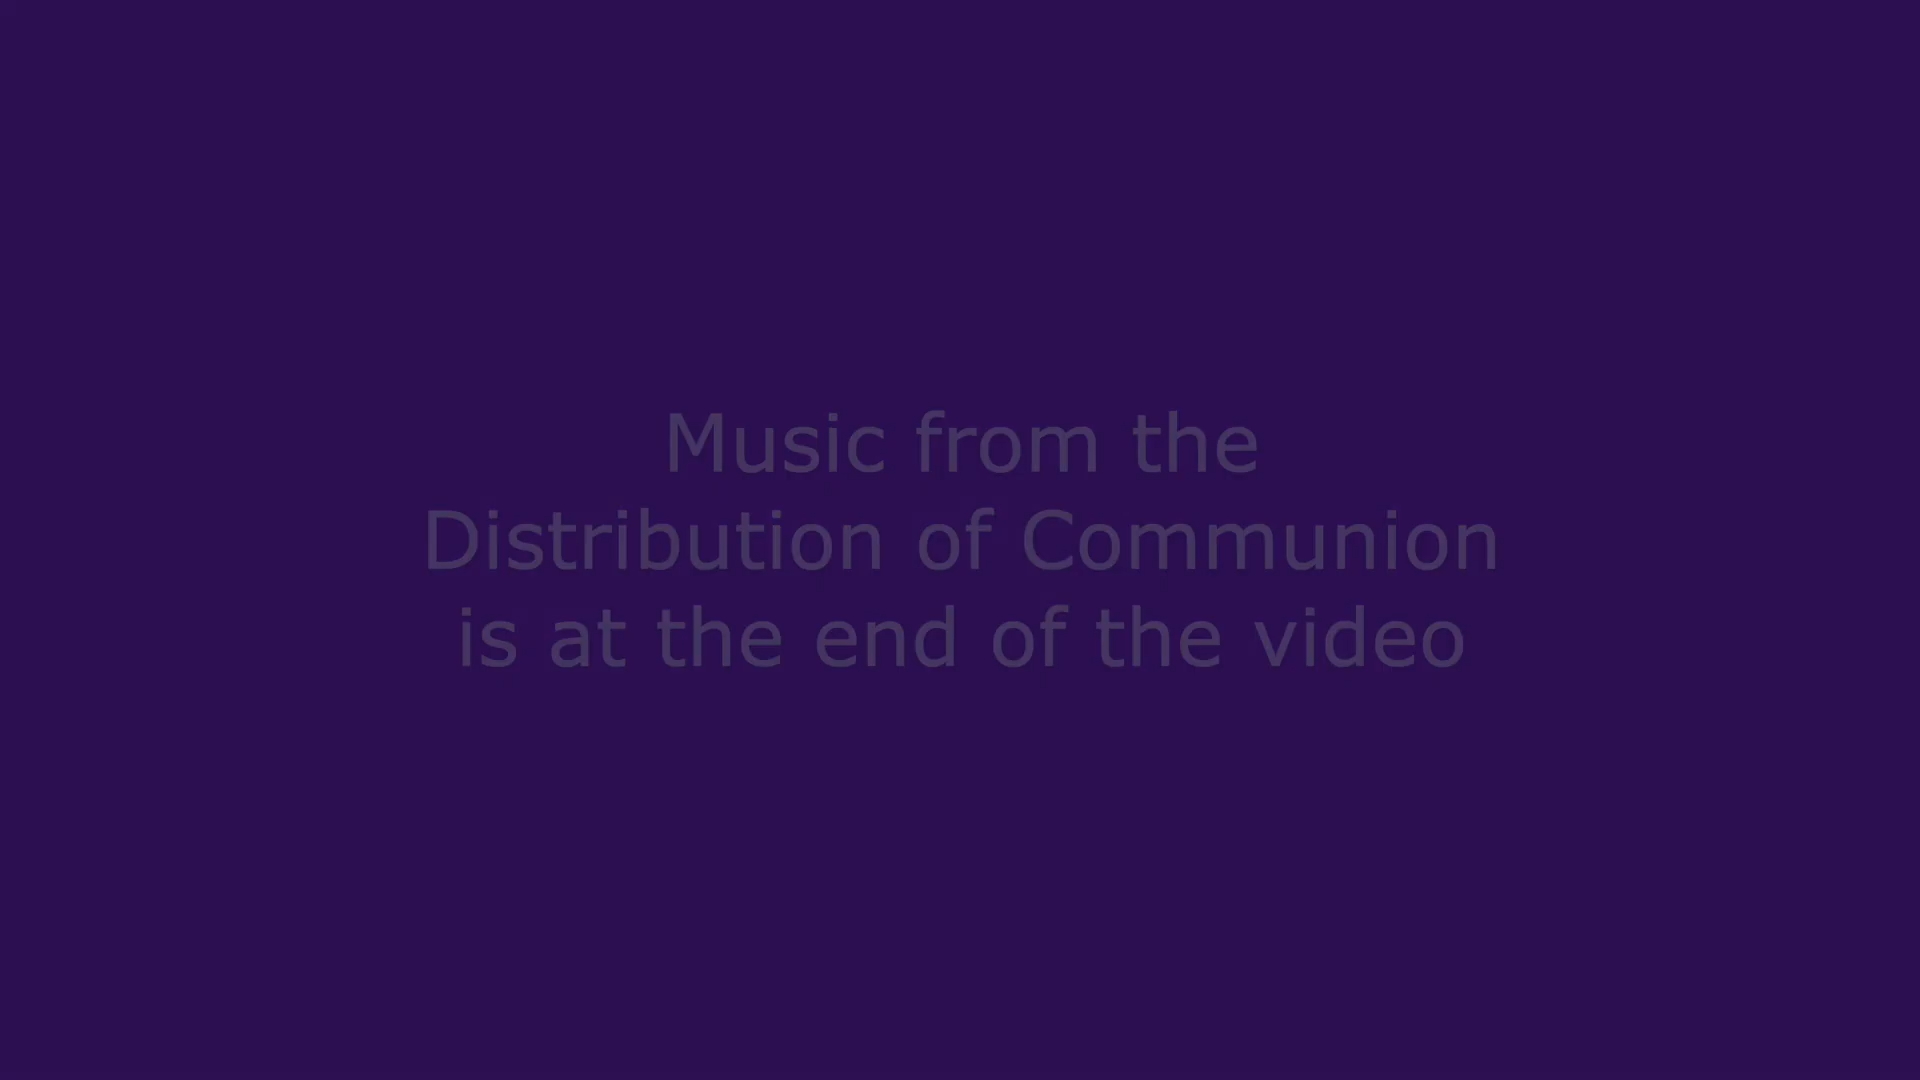 Music from the
Distribution of Communion
is at the end of the video